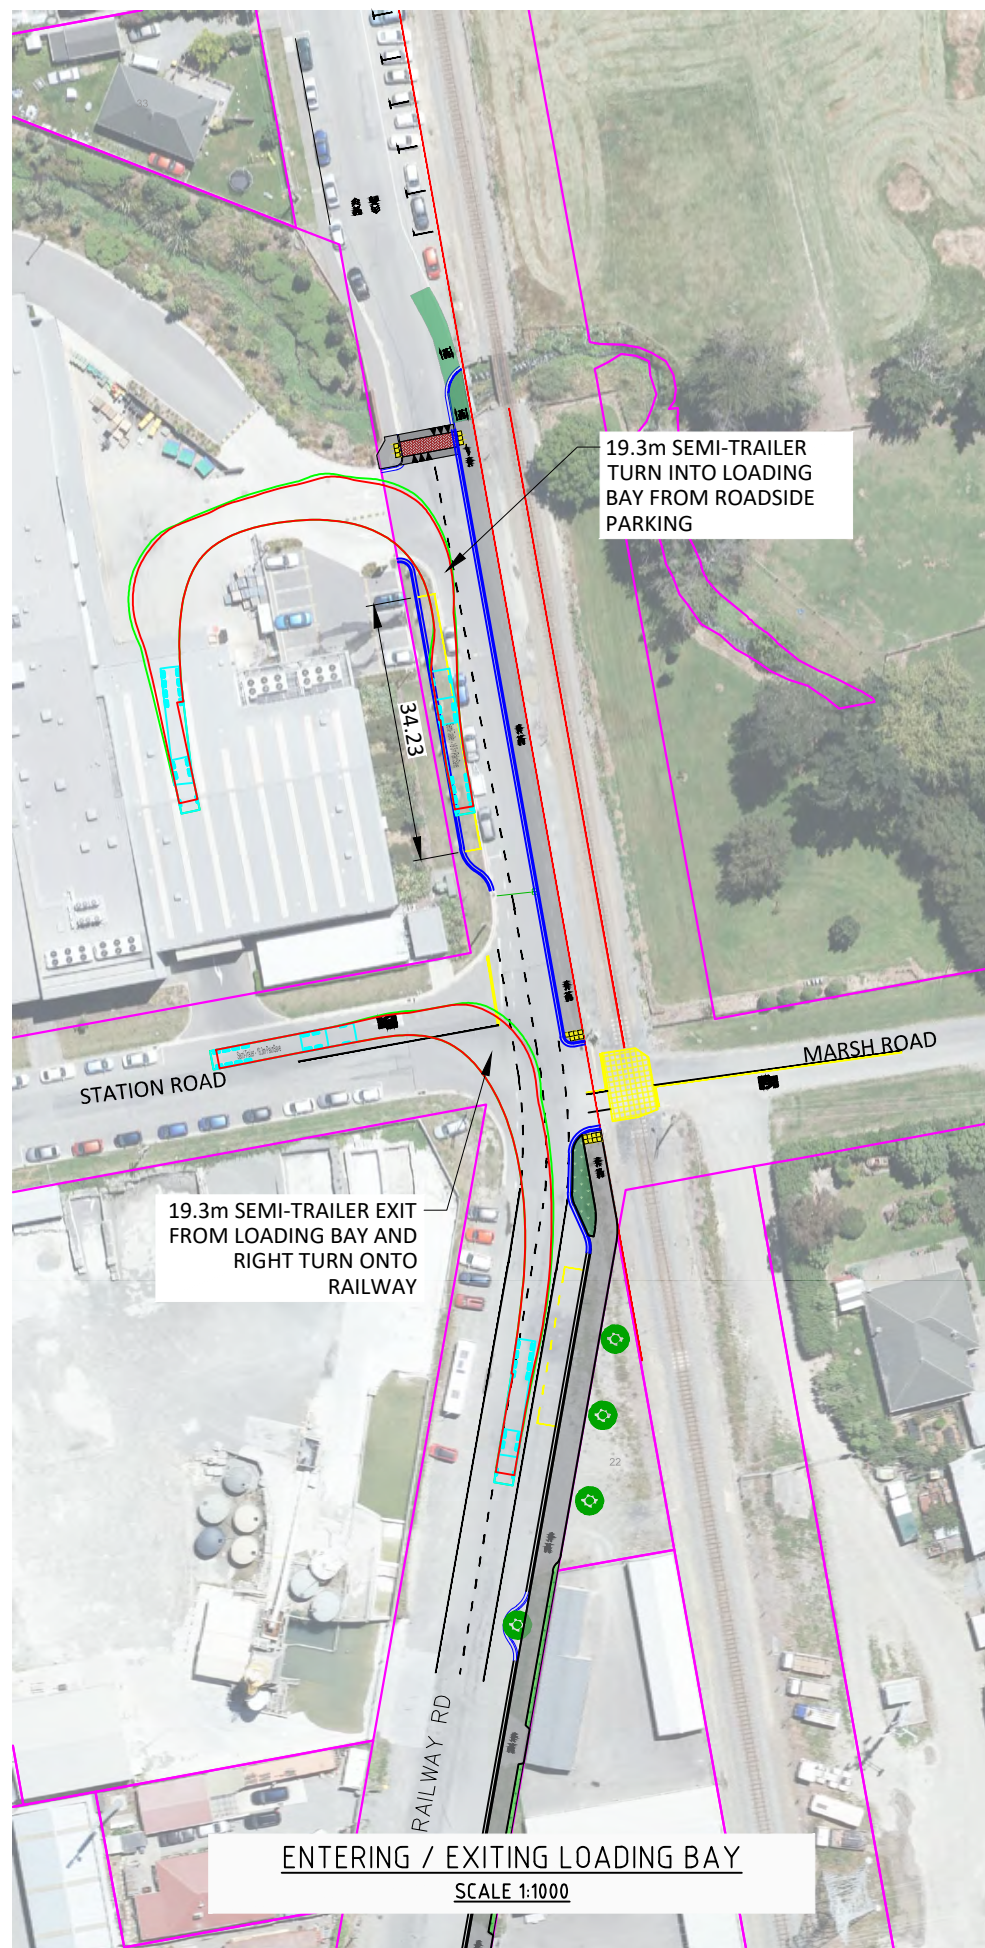 19.3m SEMI-TRAILER
TURN INTO LOADING
BAY FROM ROADSIDE
PARKING
34.23
MARSH ROAD
STATION ROAD
19.3m SEMI-TRAILER EXIT
FROM LOADING BAY AND
RIGHT TURN ONTO
RAILWAY
22
RAILWAY RD
ENTERING / EXITING LOADING BAY
SCALE 1:1000